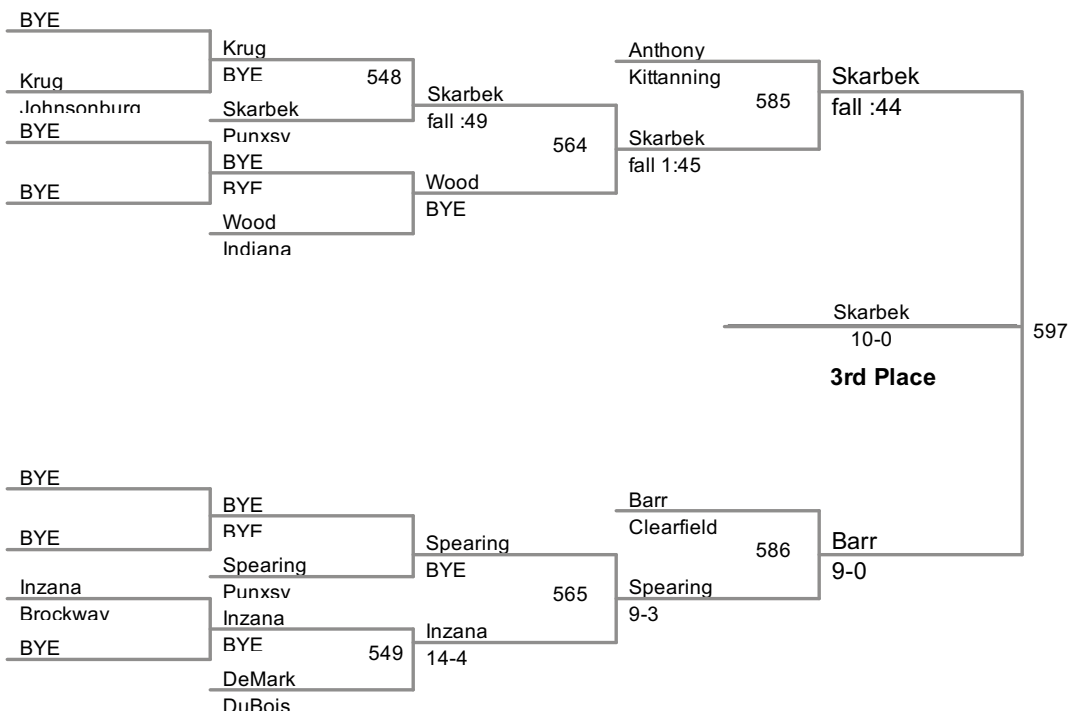 BYE
Krug
Johnsonburg
BYE
BYE
Krug
BYE
548
Skarbek
Punxsy
BYE
BYE
Wood
Indiana
Skarbek
fall :49
564
Wood
BYE
Anthony
Kittanning
585
Skarbek
fall 1:45
Skarbek
fall :44
Skarbek
10-0
597
3rd Place
BYE
BYE
Inzana
Brockway
BYE
BYE
BYE
Spearing
Punxsy
Inzana
BYE
549
DeMark
DuBois
Spearing
BYE
565
Inzana
14-4
Barr
Clearfield
586
Spearing
9-3
Barr
9-0